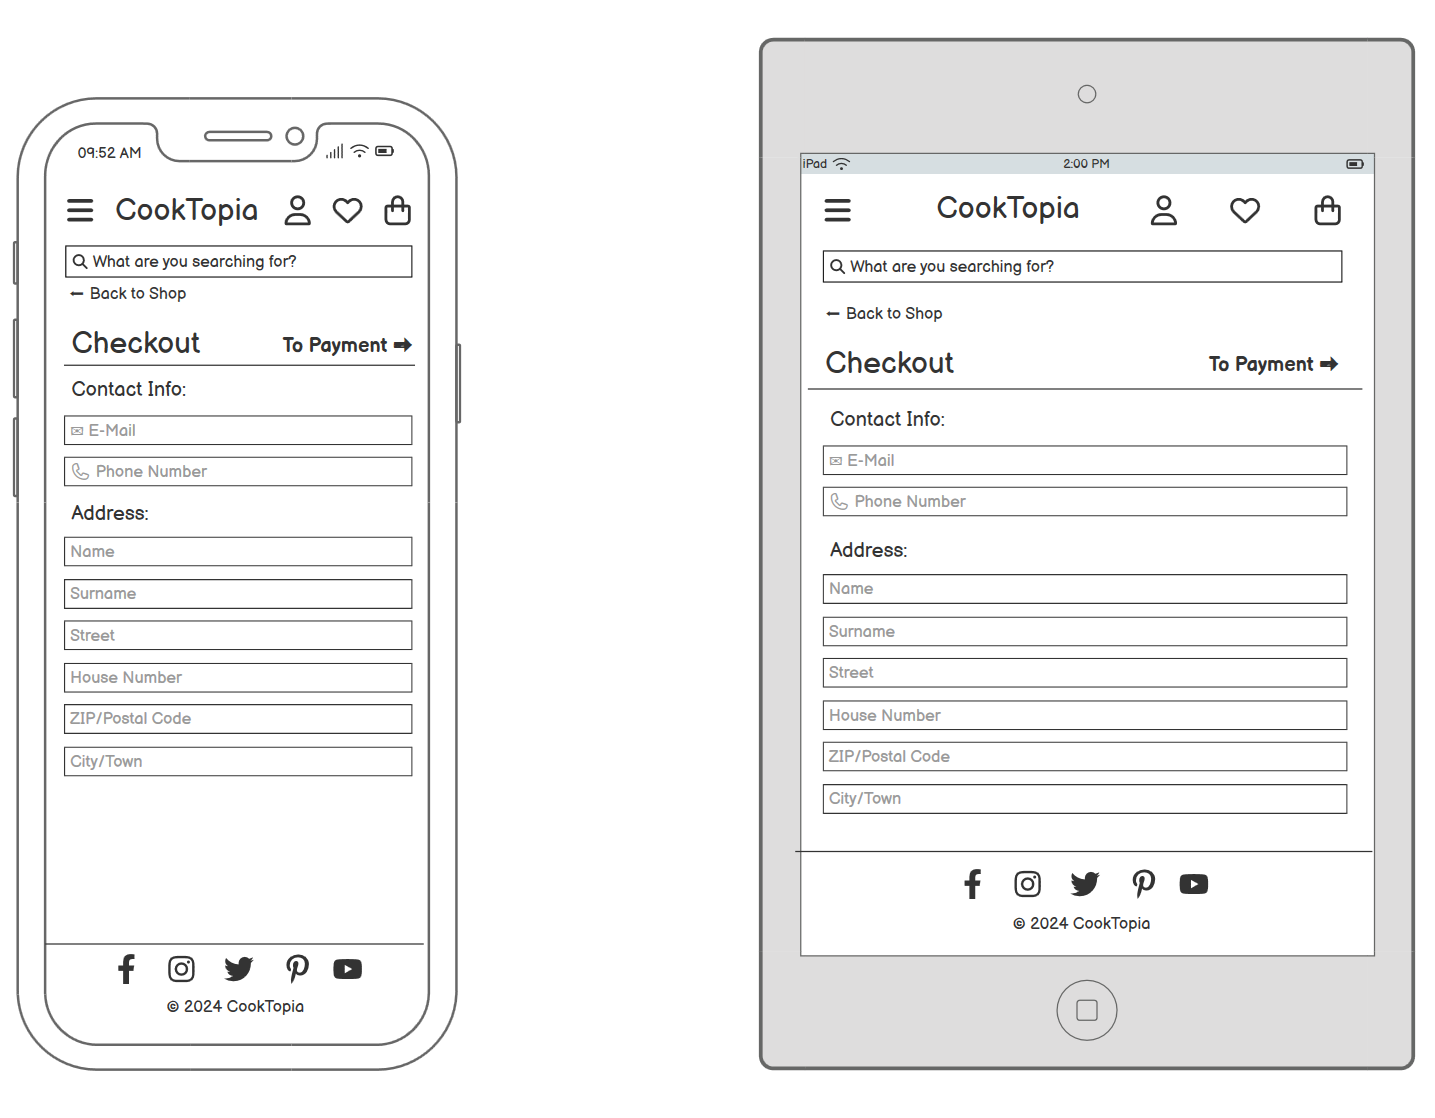 09:52 AM
CookTopia
What are you searching for?
Back to Shop
Checkout
To Payment
Contact Info:
E-Mail
Phone Number
Address:
Name
Surname
Street
House Number
ZIP/Postal Code
City/Town
© 2024 CookTopia
iPad
2:00 PM
CookTopia
What are you searching for?
Back to Shop
Checkout
To Payment
Contact Info:
E-Mail
Phone Number
Address:
Name
Surname
Street
House Number
ZIP/Postal Code
City/Town
© 2024 CookTopia